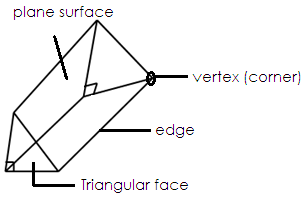 plane surface
vertex (corner)
edge
Triangular face